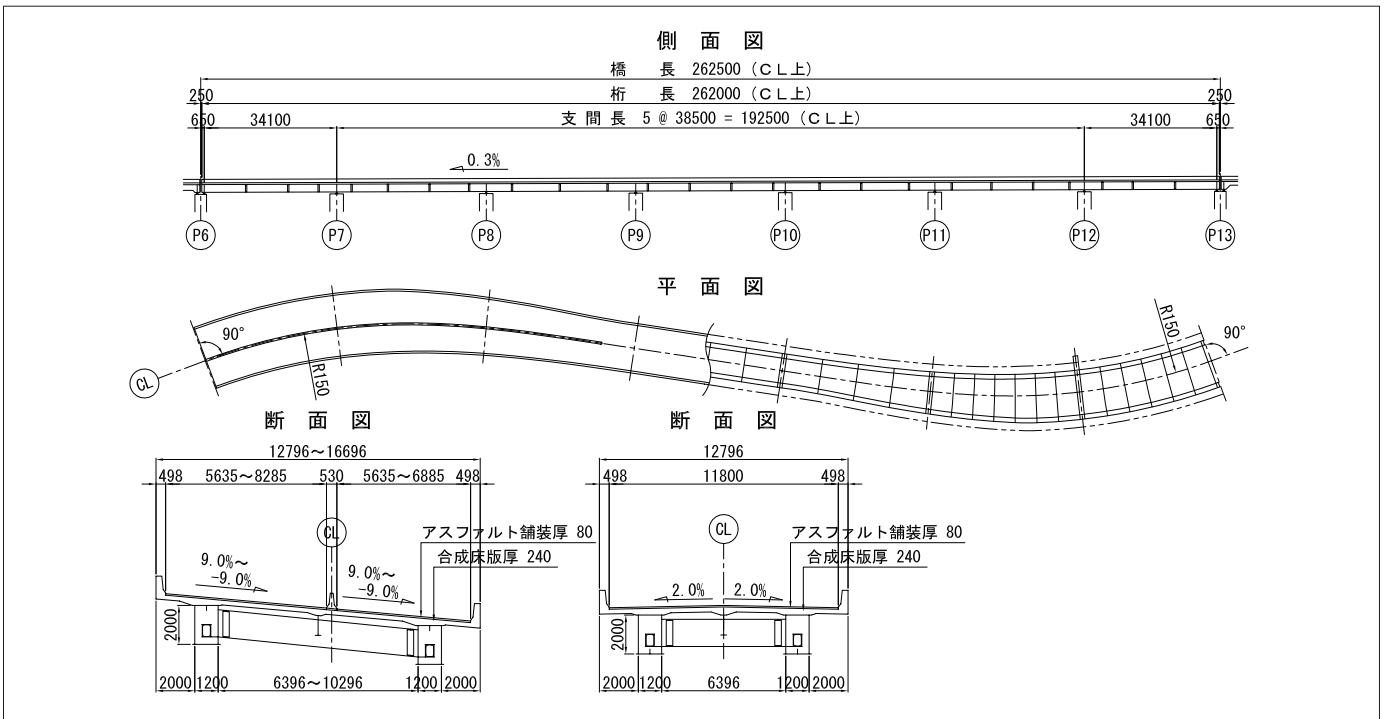 側 面 図
橋 長 262500 (CL上)
250 桁 長 262000 (CL上) 250
650 34100 支 間 長 5 @ 38500 = 192500 (CL上) 34100 650
0.3%
P6 P7 P8 P9 P10 P11 P12 P13
平 面 図
90°
R150
CL
R150
90°
断 面 図
12796～16696
498 5635～8285 530 5635～6885 498
CL
アスファルト舗装厚 80
合成床版厚 240
9.0%～
-9.0%
9.0%～
-9.0%
2000
2000 1200 6396～10296 1200 2000
断 面 図
12796
498 11800 498
CL
アスファルト舗装厚 80
合成床版厚 240
2.0% 2.0%
2000
2000 1200 6396 1200 2000